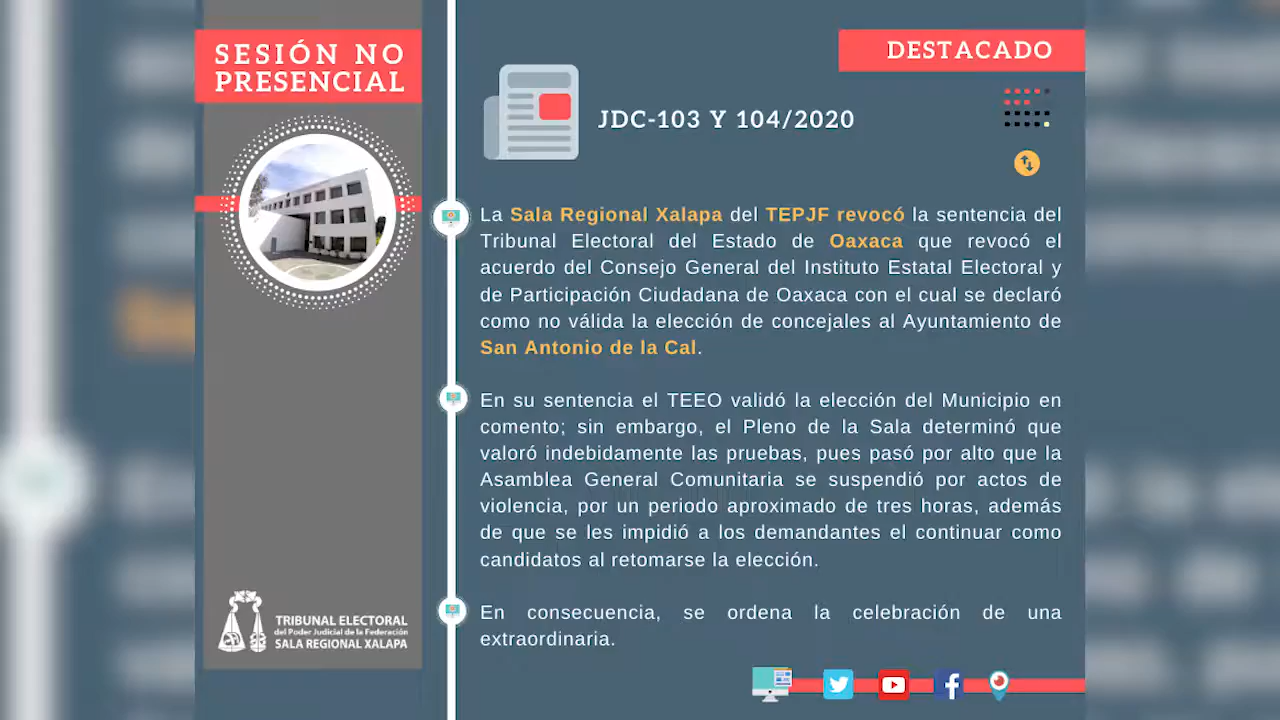 SESIÓN NO
PRESENCIAL
DESTACADO
JDC-103 Y 104/2020
La Sala Regional Xalapa del TEPJF revocó la sentencia del
Tribunal Electoral del Estado de Oaxaca que revocó el
acuerdo del Consejo General del Instituto Estatal Electoral y
de Participación Ciudadana de Oaxaca con el cual se declaró
como no válida la elección de concejales al Ayuntamiento de
San Antonio de la Cal.
En su sentencia el TEEO validó la elección del Municipio en
comento; sin embargo, el Pleno de la Sala determinó que
valoró indebidamente las pruebas, pues pasó por alto que la
Asamblea General Comunitaria se suspendió por actos de
violencia, por un periodo aproximado de tres horas, además
de que se les impidió a los demandantes el continuar como
candidatos al retomarse la elección.
En consecuencia, se ordena la celebración de una
extraordinaria.
TRIBUNAL ELECTORAL
del Poder Judicial de la Federación
SALA REGIONAL XALAPA